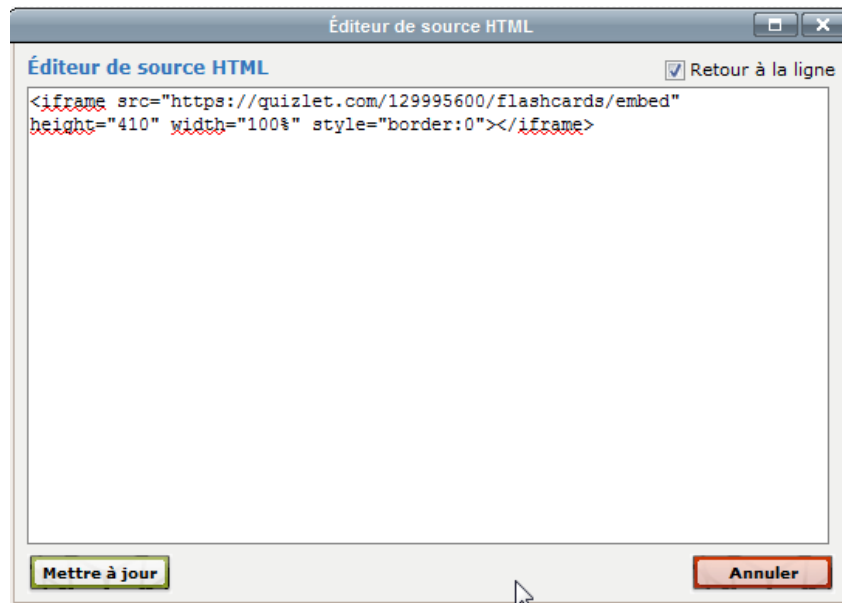 Éditeur de source HTML
Éditeur de source HTML
Retour à la ligne
<iframe src="https://quizlet.com/129995600/flashcards/embed"
height="410" width="100%" style="border:0"></iframe>
Mettre à jour
Annuler